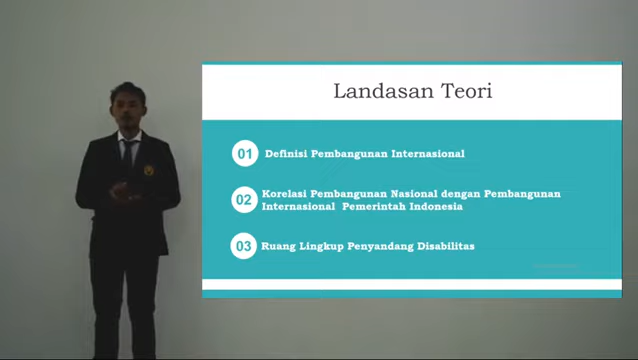 Landasan Teori
01 Definisi Pembangunan Internasional
02 Korelasi Pembangunan Nasional dengan Pembangunan
Internasional Pemerintah Indonesia
03 Ruang Lingkup Penyandang Disabilitas